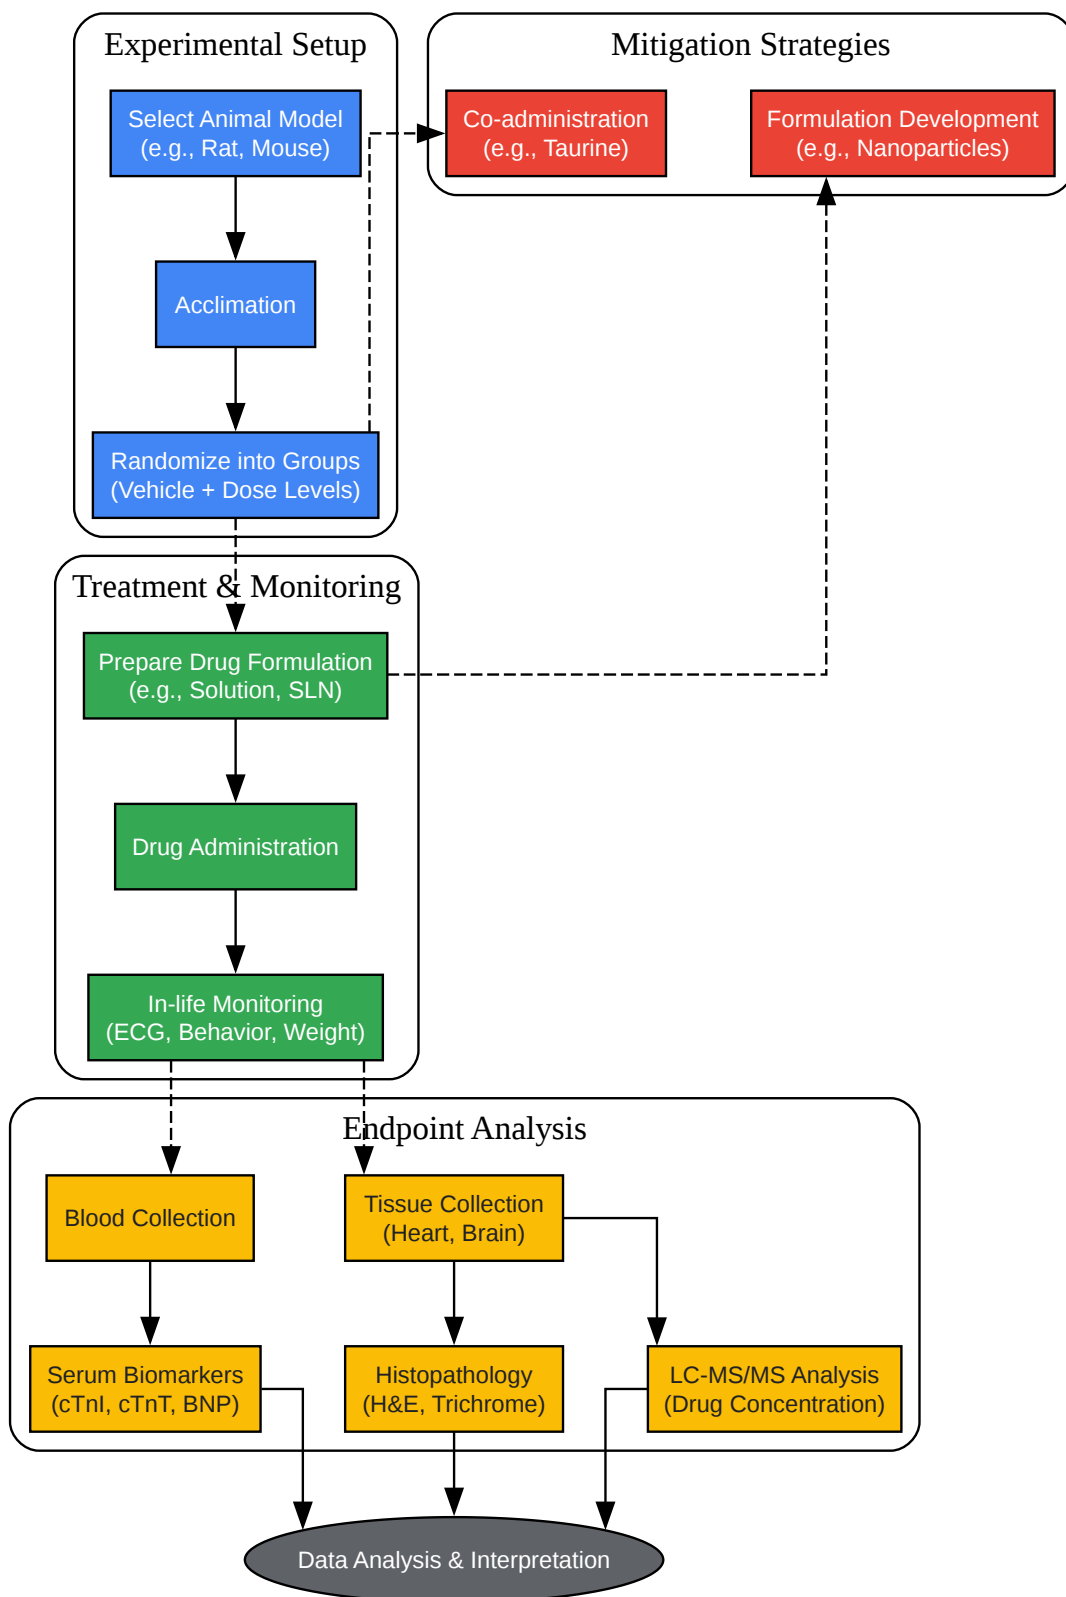 Experimental Setup
Select Animal Model
(e.g., Rat, Mouse)
Acclimation
Randomize into Groups
(Vehicle + Dose Levels)
Mitigation Strategies
Co-administration
(e.g., Taurine)
Formulation Development
(e.g., Nanoparticles)
Treatment & Monitoring
Prepare Drug Formulation
(e.g., Solution, SLN)
Drug Administration
In-life Monitoring
(ECG, Behavior, Weight)
Endpoint Analysis
Blood Collection
Tissue Collection
(Heart, Brain)
Serum Biomarkers
(cTnI, cTnT, BNP)
Histopathology
(H&E, Trichrome)
LC-MS/MS Analysis
(Drug Concentration)
Data Analysis & Interpretation